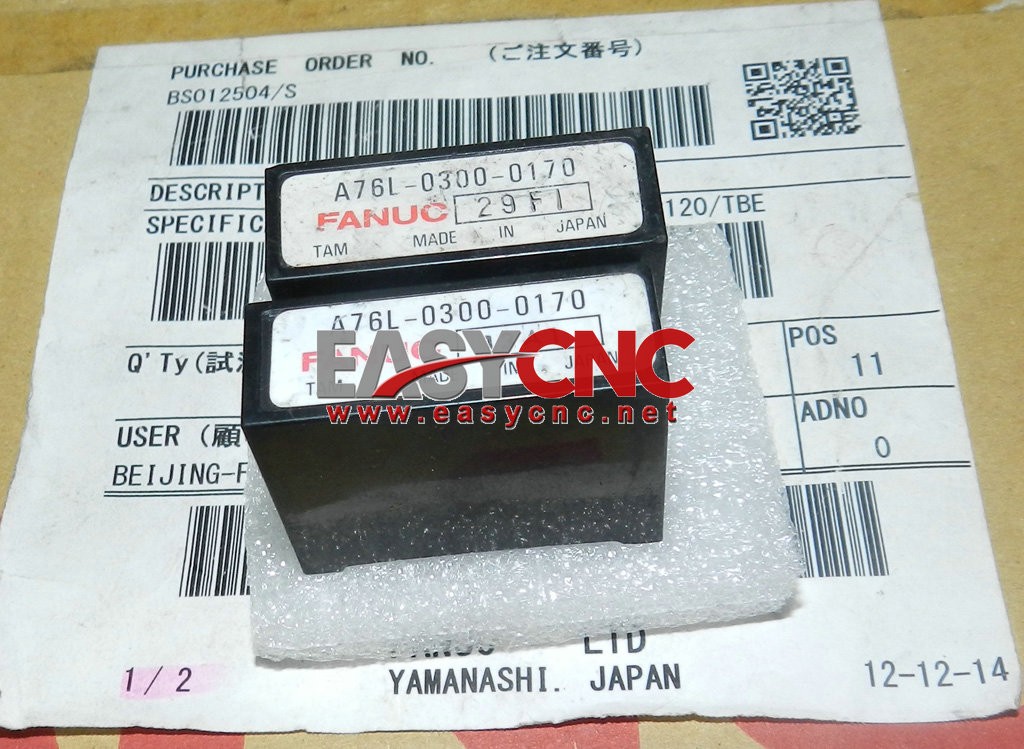 PURCHASE ORDER NO. (ご注文番号)
BS012504/S
DESCRIPT
SPECIFIC
120/TBE
A76L-0300-0170
FANUC 29F1
TAM MADE IN JAPAN
A76L-0300-0170
EASYCNC
www.easycnc.net
Q'Ty(試
POS
11
USER (顧
ADNO
BEIJING-F
0
LTD
1/2
YAMANASHI. JAPAN
12-12-14